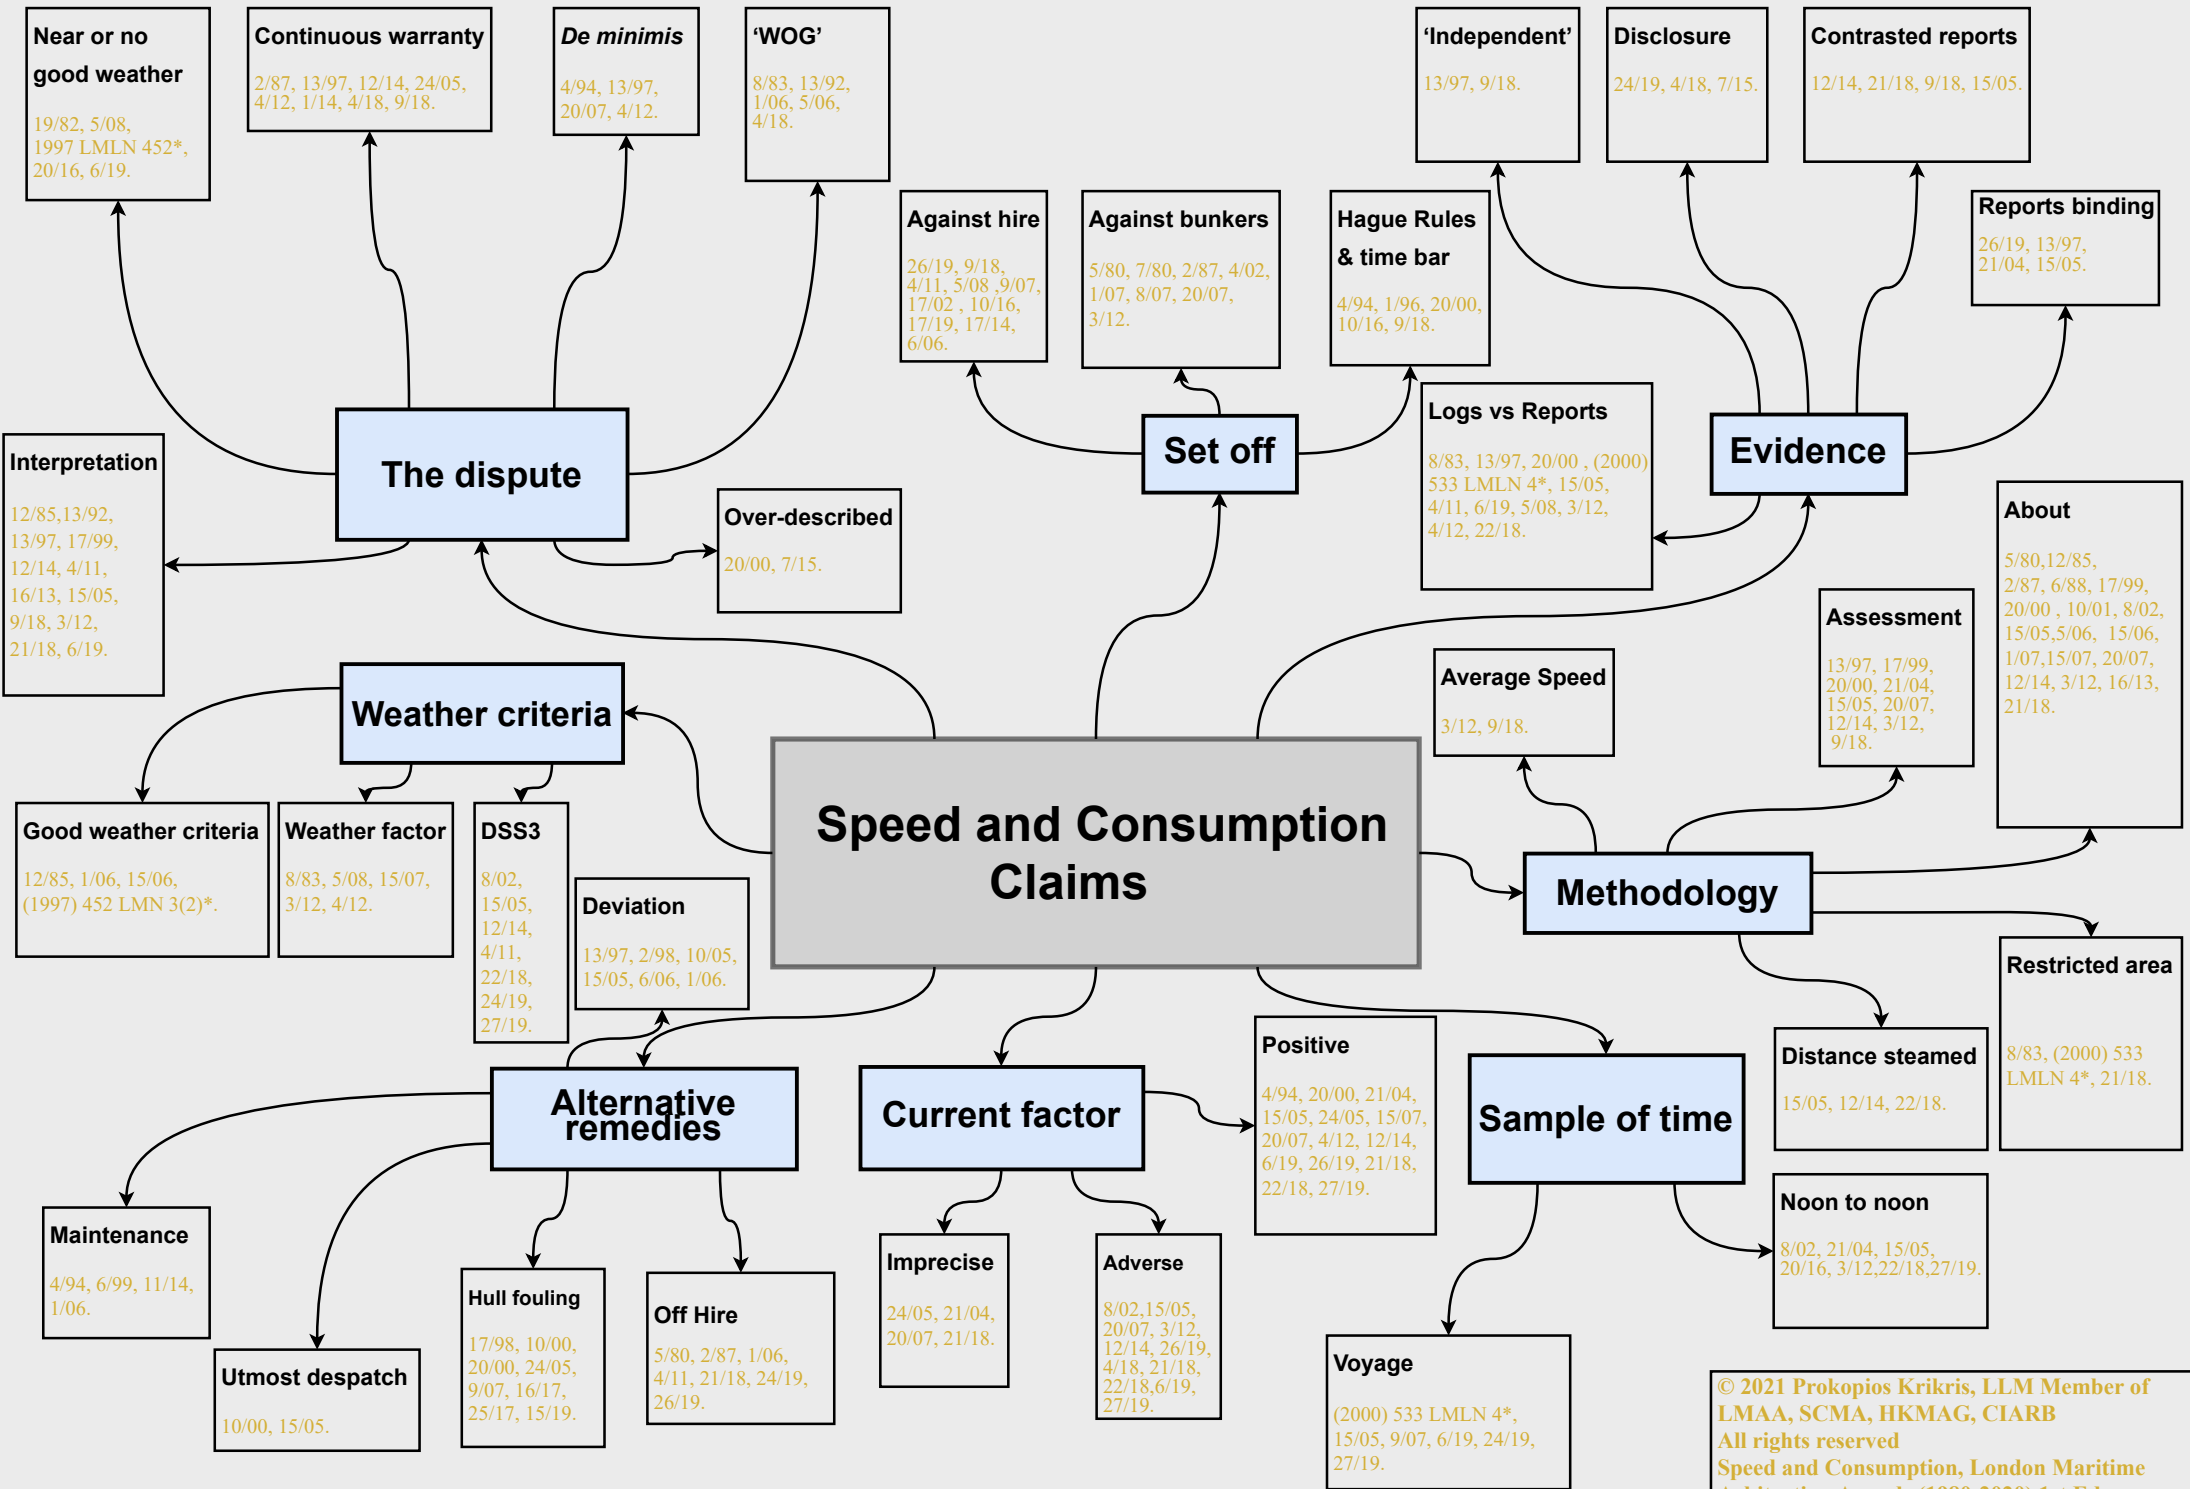 Near or no
good weather
19/82, 5/08,
1997 LMLN 452*,
20/16, 6/19.
Continuous warranty
2/87, 13/97, 12/14, 24/05,
4/12, 1/14, 4/18, 9/18.
De minimis
4/94, 13/97,
20/07, 4/12.
‘WOG’
8/83, 13/92,
1/06, 5/06,
4/18.
‘Independent’
13/97, 9/18.
Disclosure
24/19, 4/18, 7/15.
Contrasted reports
12/14, 21/18, 9/18, 15/05.
Reports binding
26/19, 13/97,
21/04, 15/05.
Against hire
26/19, 9/18,
4/11, 5/08 ,9/07,
17/02 , 10/16,
17/19, 17/14,
6/06.
Against bunkers
5/80, 7/80, 2/87, 4/02,
1/07, 8/07, 20/07,
3/12.
Hague Rules
& time bar
4/94, 1/96, 20/00,
10/16, 9/18.
Logs vs Reports
8/83, 13/97, 20/00 , (2000)
533 LMLN 4*, 15/05,
4/11, 6/19, 5/08, 3/12,
4/12, 22/18.
The dispute
Set off
Evidence
Interpretation
12/85,13/92,
13/97, 17/99,
12/14, 4/11,
16/13, 15/05,
9/18, 3/12,
21/18, 6/19.
Over-described
20/00, 7/15.
About
5/80,12/85,
2/87, 6/88, 17/99,
20/00 , 10/01, 8/02,
15/05,5/06, 15/06,
1/07,15/07, 20/07,
12/14, 3/12, 16/13,
21/18.
Assessment
13/97, 17/99,
20/00, 21/04,
15/05, 20/07,
12/14, 3/12,
9/18.
Average Speed
3/12, 9/18.
Weather criteria
Good weather criteria
12/85, 1/06, 15/06,
(1997) 452 LMN 3(2)*.
Weather factor
8/83, 5/08, 15/07,
3/12, 4/12.
DSS3
8/02,
15/05,
12/14,
4/11,
22/18,
24/19,
27/19.
Speed and Consumption
Claims
Methodology
Deviation
13/97, 2/98, 10/05,
15/05, 6/06, 1/06.
Restricted area
8/83, (2000) 533
LMLN 4*, 21/18.
Distance steamed
15/05, 12/14, 22/18.
Alternative
remedies
Current factor
Positive
4/94, 20/00, 21/04,
15/05, 24/05, 15/07,
20/07, 4/12, 12/14,
6/19, 26/19, 21/18,
22/18, 27/19.
Sample of time
Maintenance
4/94, 6/99, 11/14,
1/06.
Utmost despatch
10/00, 15/05.
Hull fouling
17/98, 10/00,
20/00, 24/05,
9/07, 16/17,
25/17, 15/19.
Off Hire
5/80, 2/87, 1/06,
4/11, 21/18, 24/19,
26/19.
Imprecise
24/05, 21/04,
20/07, 21/18.
Adverse
8/02,15/05,
20/07, 3/12,
12/14, 26/19,
4/18, 21/18,
22/18,6/19,
27/19.
Noon to noon
8/02, 21/04, 15/05,
20/16, 3/12,22/18,27/19.
Voyage
(2000) 533 LMLN 4*,
15/05, 9/07, 6/19, 24/19,
27/19.
© 2021 Prokopios Krikris, LLM Member of
LMAA, SCMA, HKMAG, CIARB
All rights reserved
Speed and Consumption, London Maritime